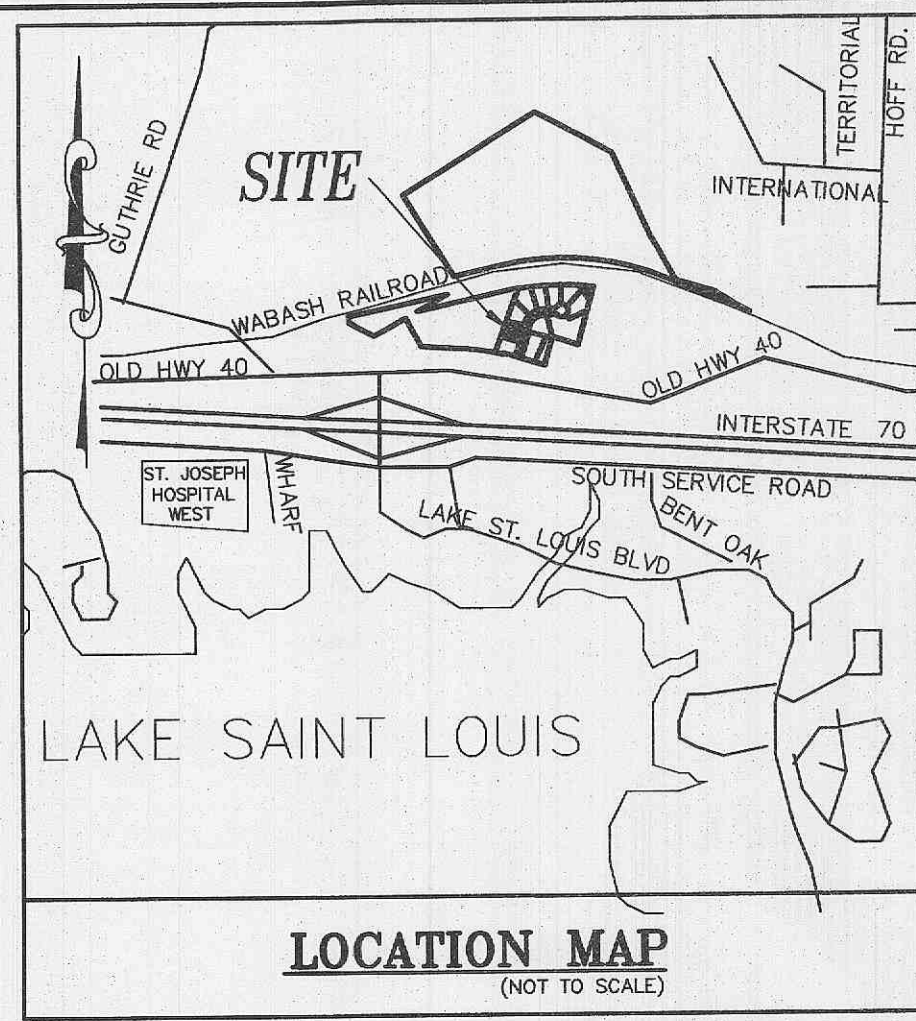 TERRITORIAL
HOFF RD.
GUTHRIE RD
SITE
INTERNATIONAL
WABASH RAILROAD
OLD HWY 40
OLD HWY 40
INTERSTATE 70
ST. JOSEPH
HOSPITAL
WEST
WHARF
SOUTH SERVICE ROAD
LAKE ST. LOUIS BLVD
BENT OAK
LAKE SAINT LOUIS
LOCATION MAP
(NOT TO SCALE)